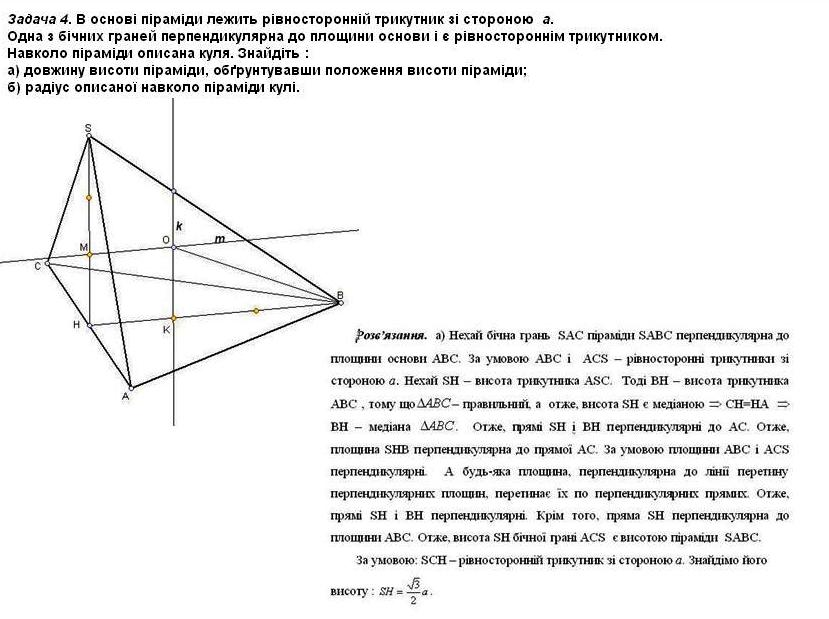 Задача 4. В основі піраміди лежить рівносторонній трикутник зі стороною a.
Одна з бічних граней перпендикулярна до площини основи і є рівностороннім трикутником.
Навколо піраміди описана куля. Знайдіть :
а) довжину висоти піраміди, обґрунтувавши положення висоти піраміди;
б) радіус описаної навколо піраміди кулі.
S
k
O
m
M
C
B
H
K
A
Розв’язання. а) Нехай бічна грань SAC піраміди SABC перпендикулярна до
площини основи ABC. За умовою ABC і ACS – рівносторонні трикутники зі
стороною a. Нехай SH – висота трикутника ASC. Тоді BH – висота трикутника
ABC , тому що ΔABC – правильний, а отже, висота SH є медіаною ⇒ CH=HA ⇒
BH – медіана ΔABC. Отже, прямі SH і BH перпендикулярні до AC. Отже,
площина SHB перпендикулярна до прямої AC. За умовою площини ABC і ACS
перпендикулярні. А будь-яка площина, перпендикулярна до лінії перетину
перпендикулярних площин, перетинає їх по перпендикулярних прямих. Отже,
прямі SH і BH перпендикулярні. Крім того, пряма SH перпендикулярна до
площини ABC. Отже, висота SH бічної грані ACS є висотою піраміди SABC.
За умовою: SCH – рівносторонній трикутник зі стороною a. Знайдімо його
висоту : SH = √3/2 a .